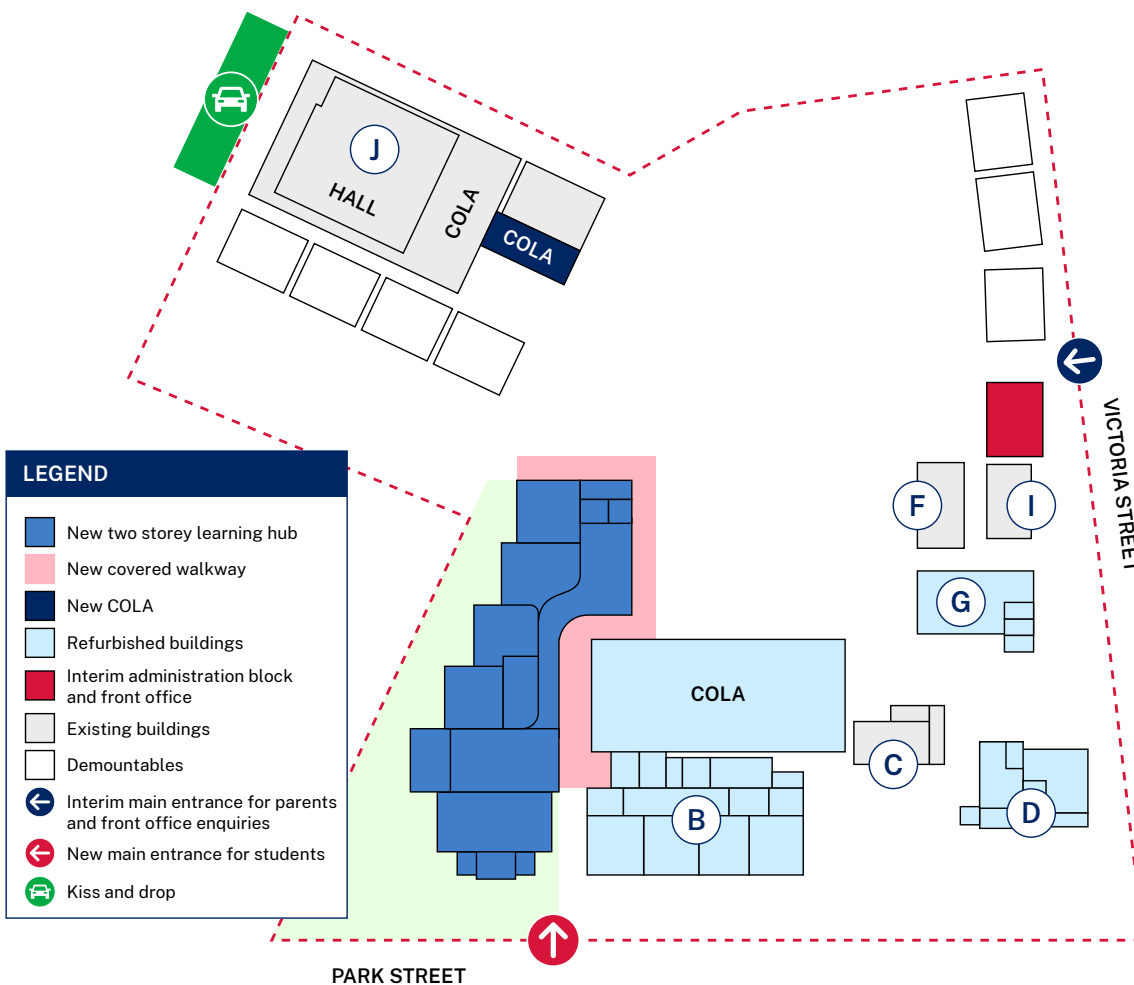 J
HALL
COLA
COLA
VICTORIA STREET
F
I
G
COLA
C
B
D
LEGEND
New two storey learning hub
New covered walkway
New COLA
Refurbished buildings
Interim administration block
and front office
Existing buildings
Demountables
Interim main entrance for parents
and front office enquiries
New main entrance for students
Kiss and drop
PARK STREET